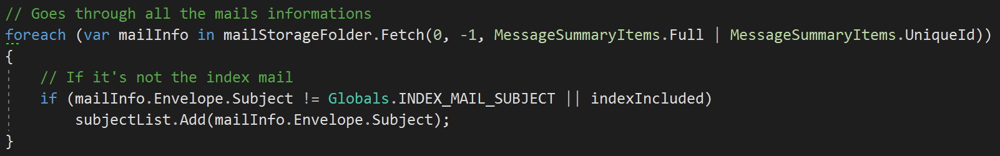 // Goes through all the mails informations
foreach (var mailInfo in mailStorageFolder.Fetch(0, -1, MessageSummaryItems.Full | MessageSummaryItems.UniqueId))
{
    // If it's not the index mail
    if (mailInfo.Envelope.Subject != Globals.INDEX_MAIL_SUBJECT || indexIncluded)
        subjectList.Add(mailInfo.Envelope.Subject);
}